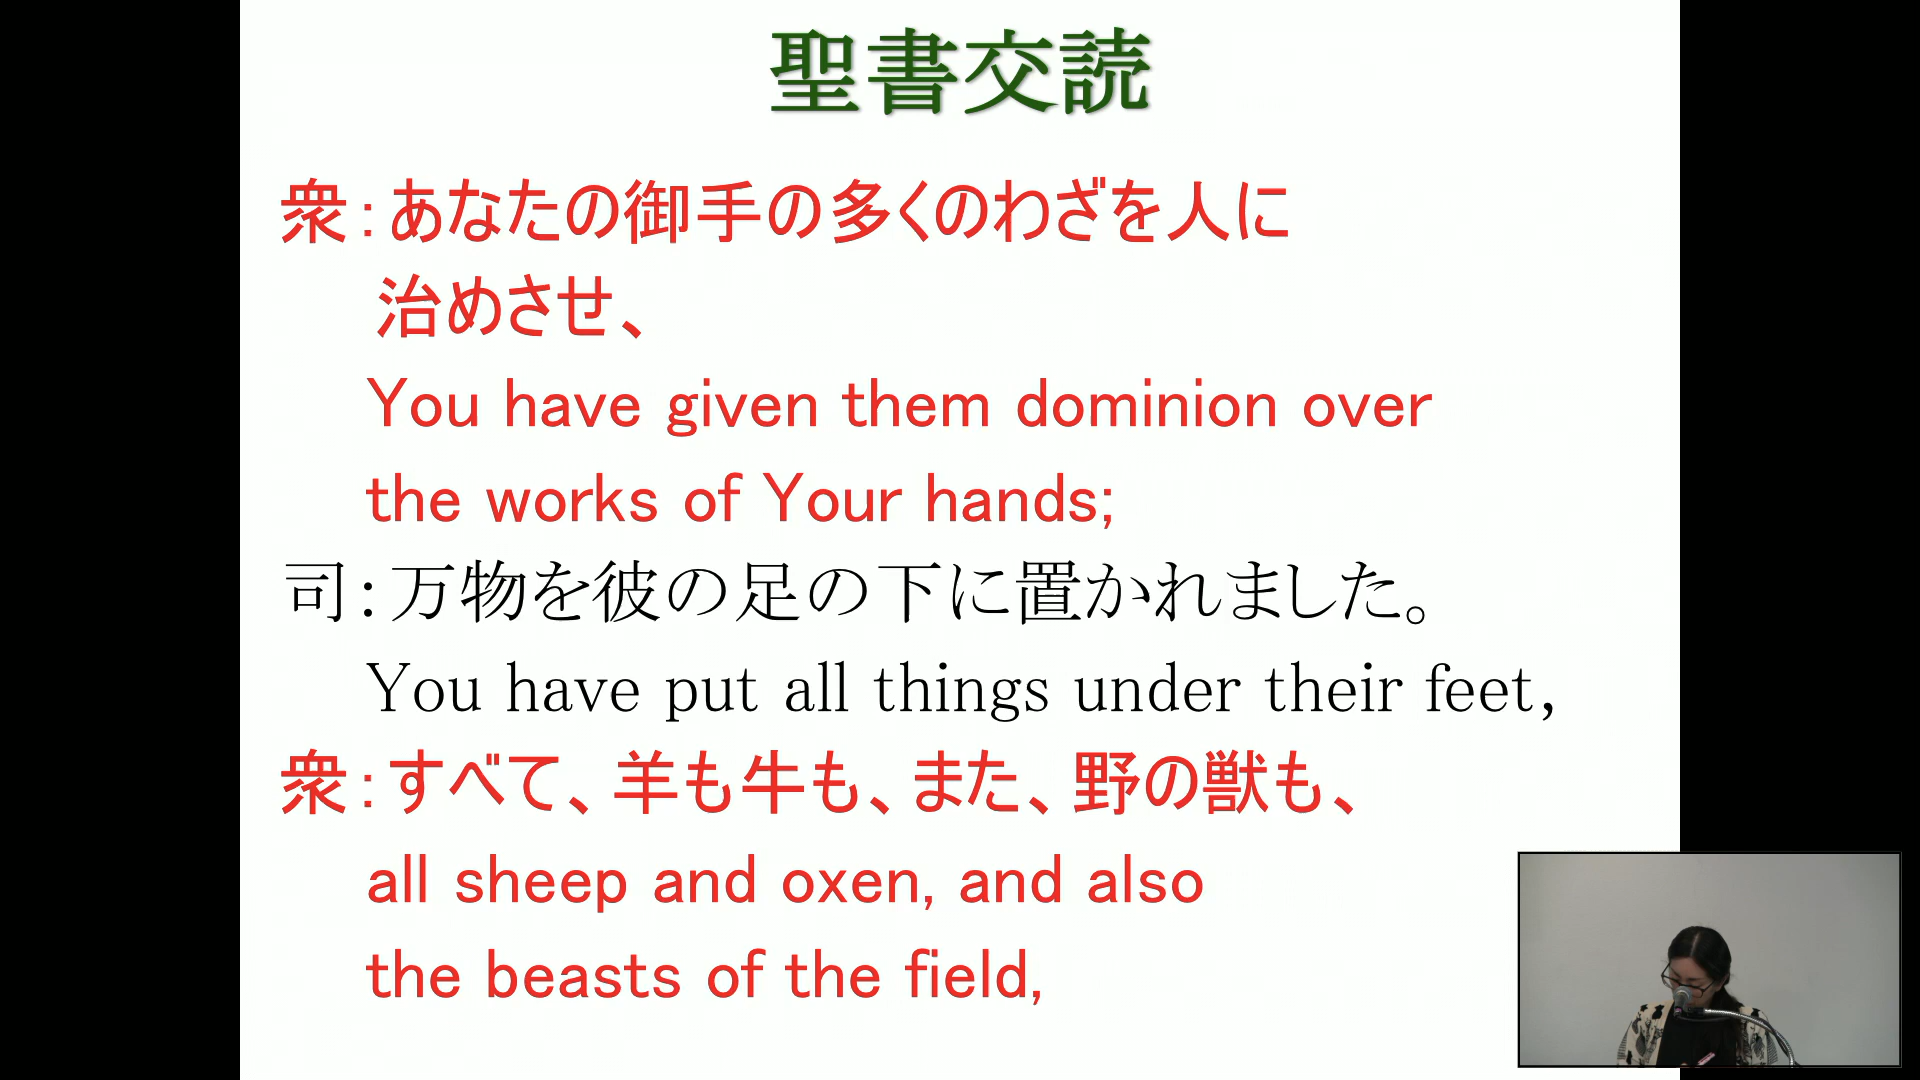 聖書交読
衆：あなたの御手の多くのわざを人に
治めさせ、
You have given them dominion over
the works of Your hands;
司：万物を彼の足の下に置かれました。
You have put all things under their feet,
衆：すべて、羊も牛も、また、野の獣も、
all sheep and oxen, and also
the beasts of the field,